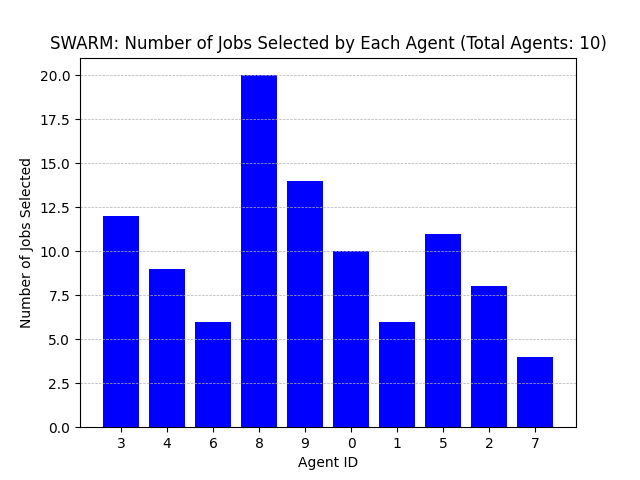 SWARM: Number of Jobs Selected by Each Agent (Total Agents: 10)
20.0
17.5
15.0
12.5
10.0
7.5
5.0
2.5
0.0
Number of Jobs Selected
3 4 6 8 9 0 1 5 2 7
Agent ID